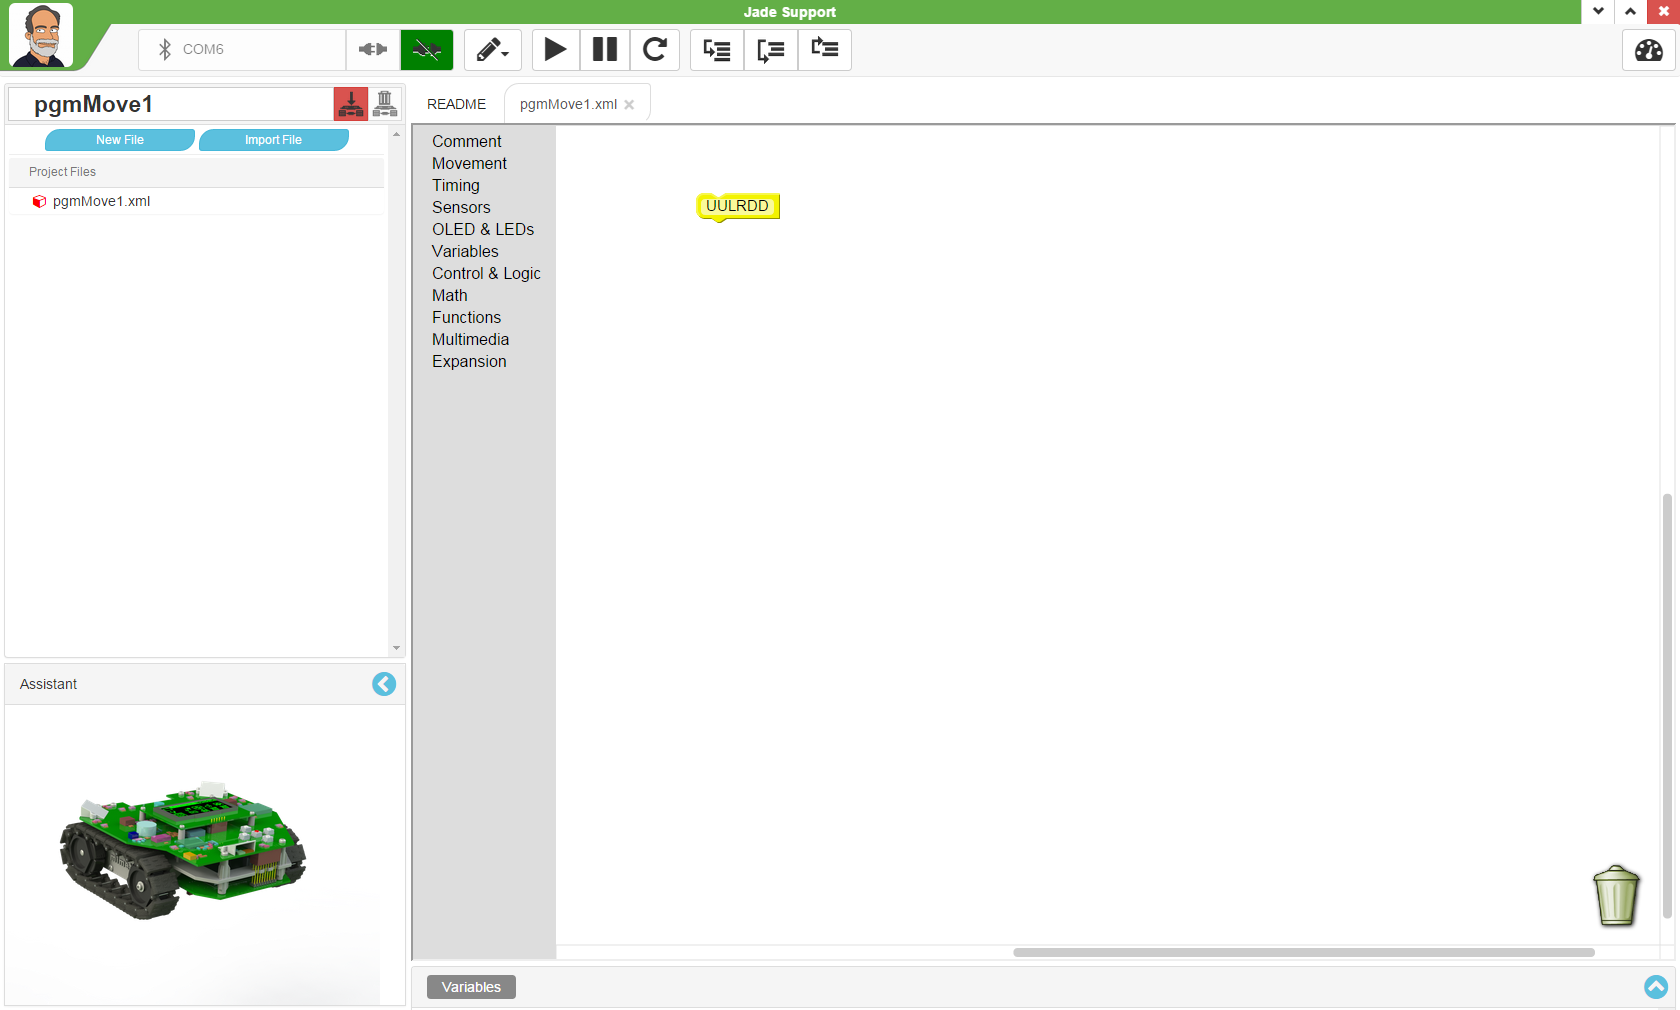 Jade Support
COM6
pgmMove1
New File
Import File
Project Files
pgmMove1.xml
Assistant
README
pgmMove1.xml
Comment
Movement
Timing
Sensors
OLED & LEDs
Variables
Control & Logic
Math
Functions
Multimedia
Expansion
UULRDD
Variables